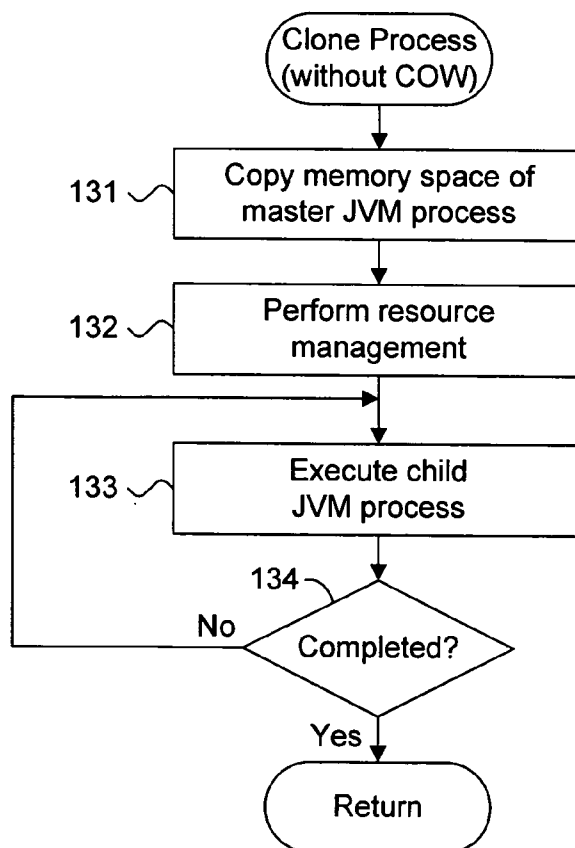 Clone Process
(without COW)
131
Copy memory space of
master JVM process
132
Perform resource
management
133
Execute child
JVM process
134
No
Completed?
Yes
Return